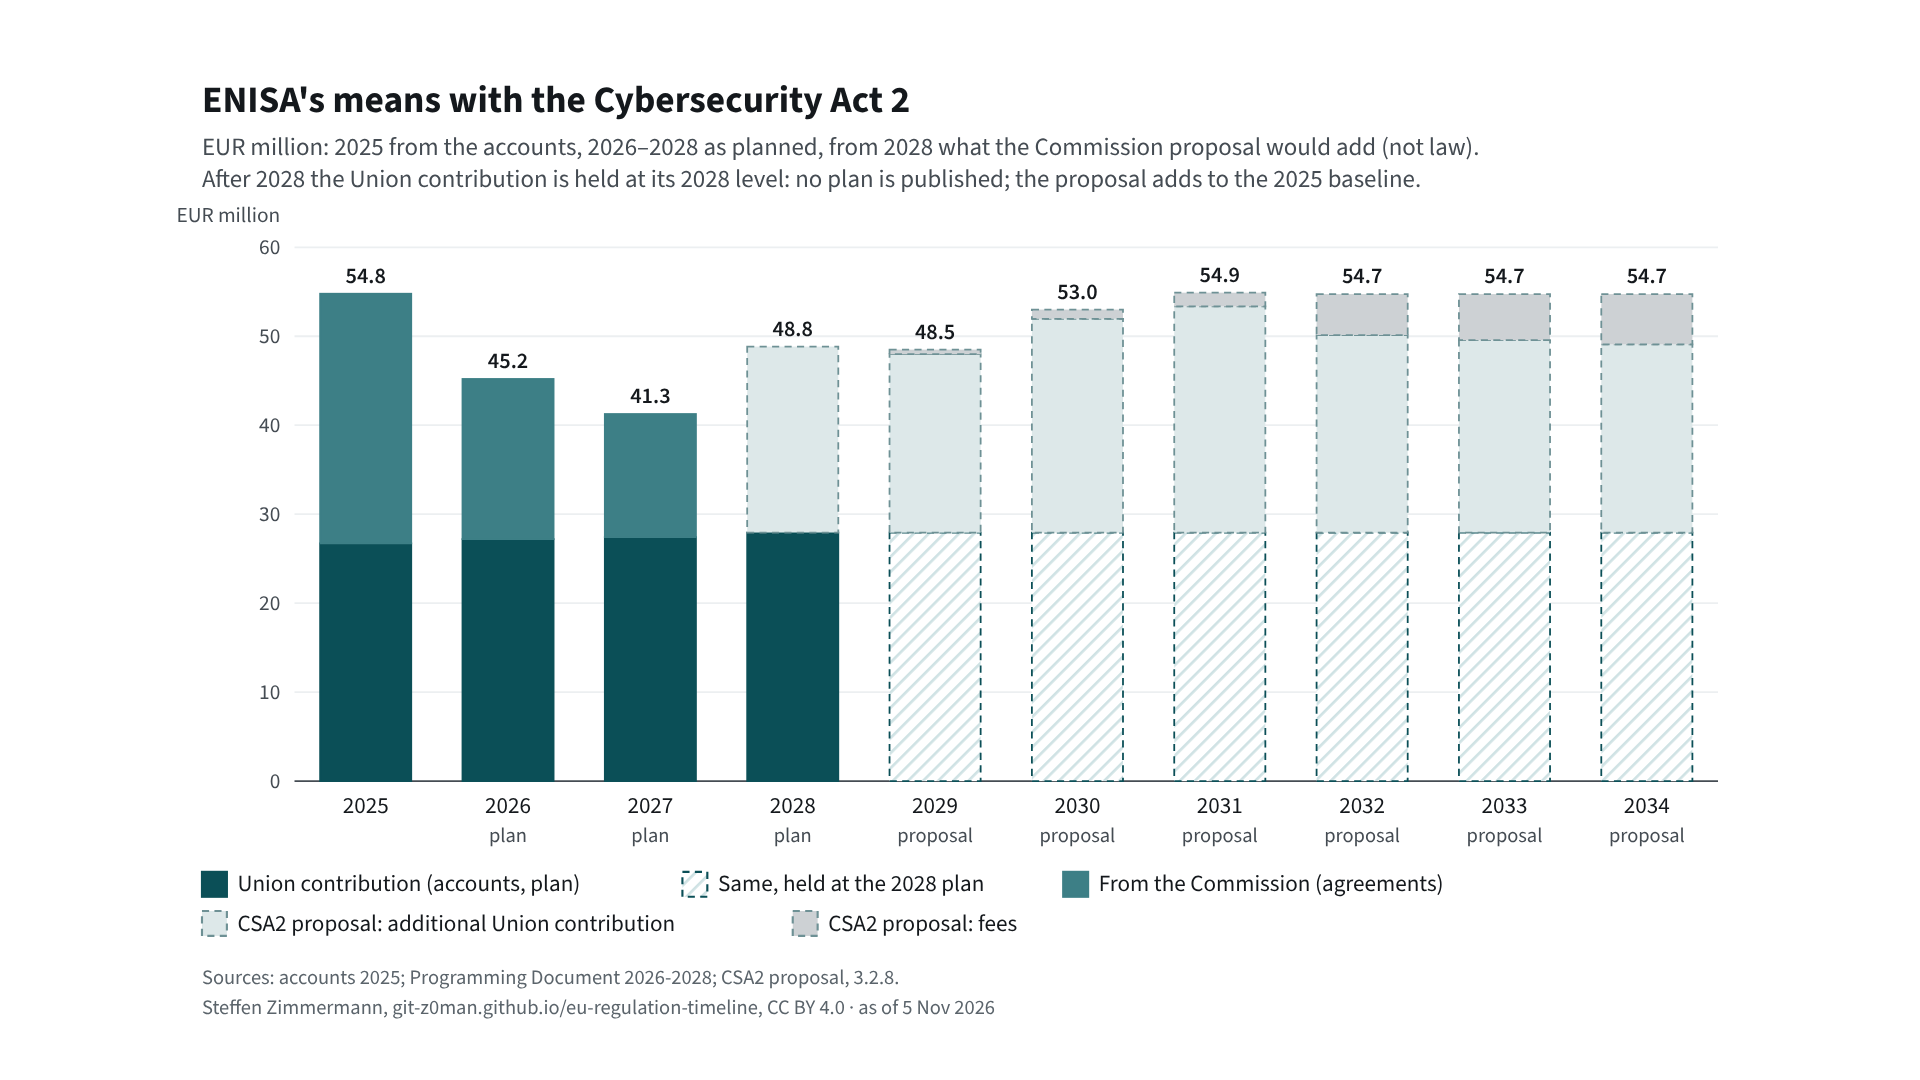 ENISA's means with the Cybersecurity Act 2
EUR million: 2025 from the accounts, 2026–2028 as planned, from 2028 what the Commission proposal would add (not law).
After 2028 the Union contribution is held at its 2028 level: no plan is published; the proposal adds to the 2025 baseline.
EUR million
60
50
40
30
20
10
0
54.8
45.2
41.3
48.8
48.5
53.0
54.9
54.7
54.7
54.7
2025 2026 2027 2028 2029 2030 2031 2032 2033 2034
plan plan plan proposal proposal proposal proposal proposal proposal
Union contribution (accounts, plan) Same, held at the 2028 plan From the Commission (agreements)
CSA2 proposal: additional Union contribution CSA2 proposal: fees
Sources: accounts 2025; Programming Document 2026-2028; CSA2 proposal, 3.2.8.
Steffen Zimmermann, git-z0man.github.io/eu-regulation-timeline, CC BY 4.0 · as of 5 Nov 2026